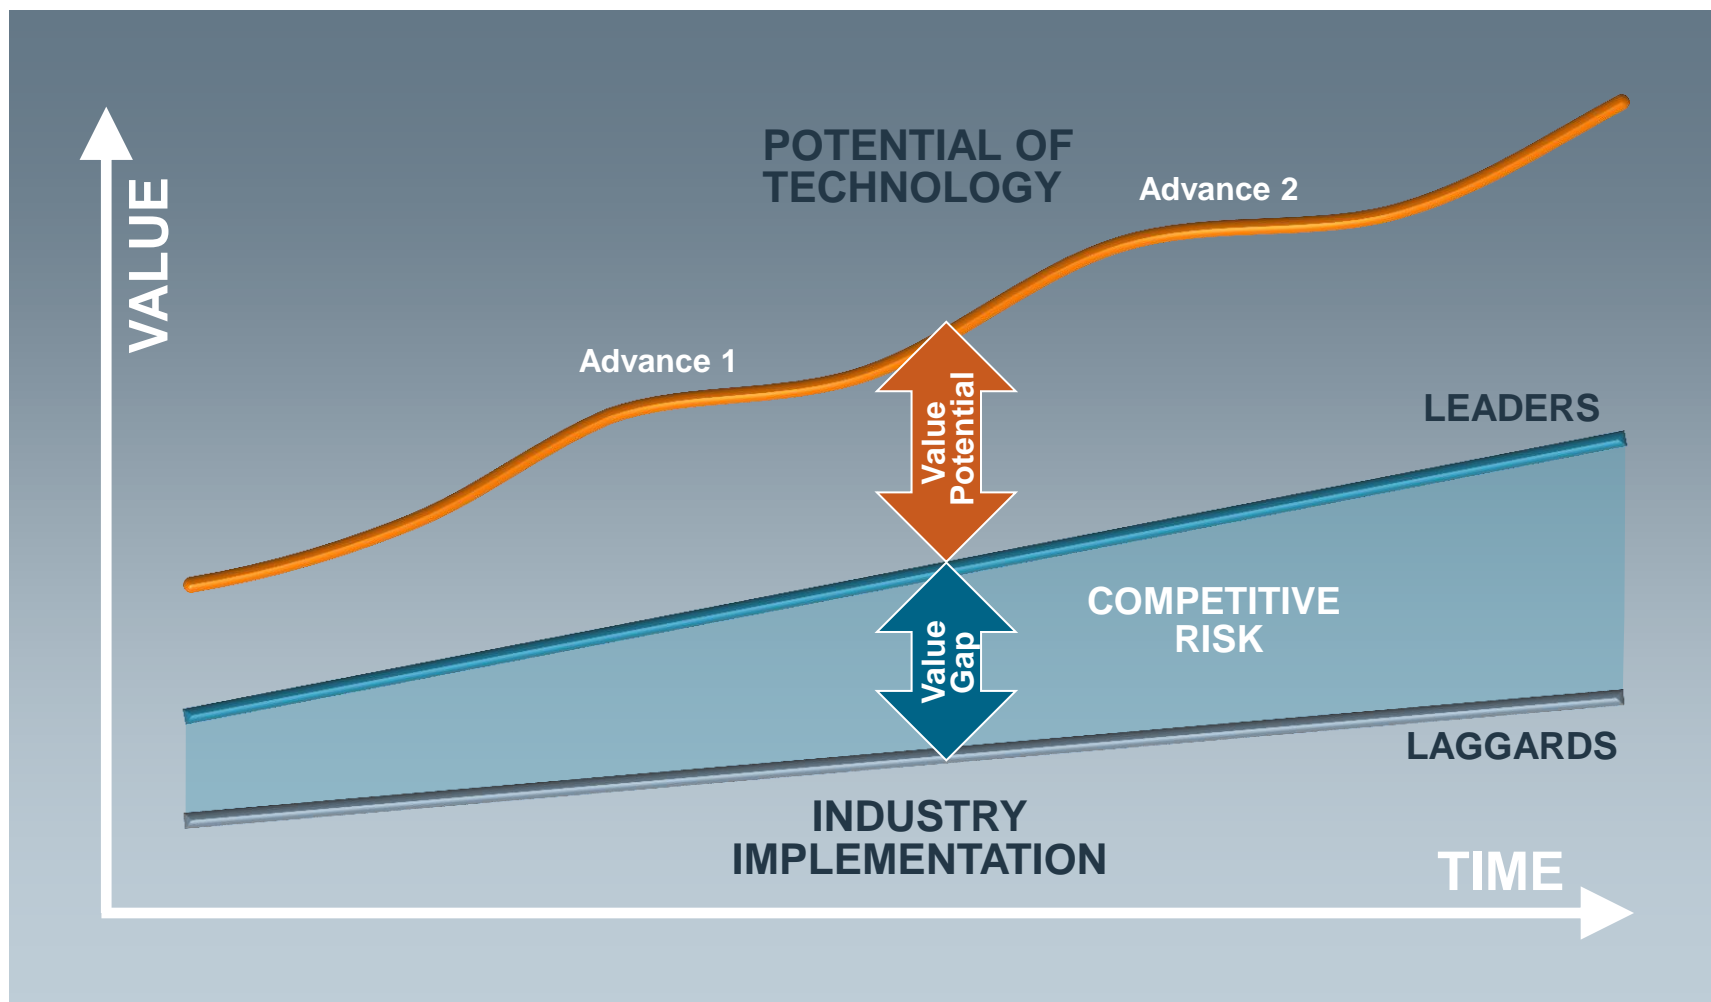 POTENTIAL OF
TECHNOLOGY
Advance 2
VALUE
Advance 1
Value
Potential
LEADERS
COMPETITIVE
RISK
Value
Gap
LAGGARDS
INDUSTRY
IMPLEMENTATION
TIME